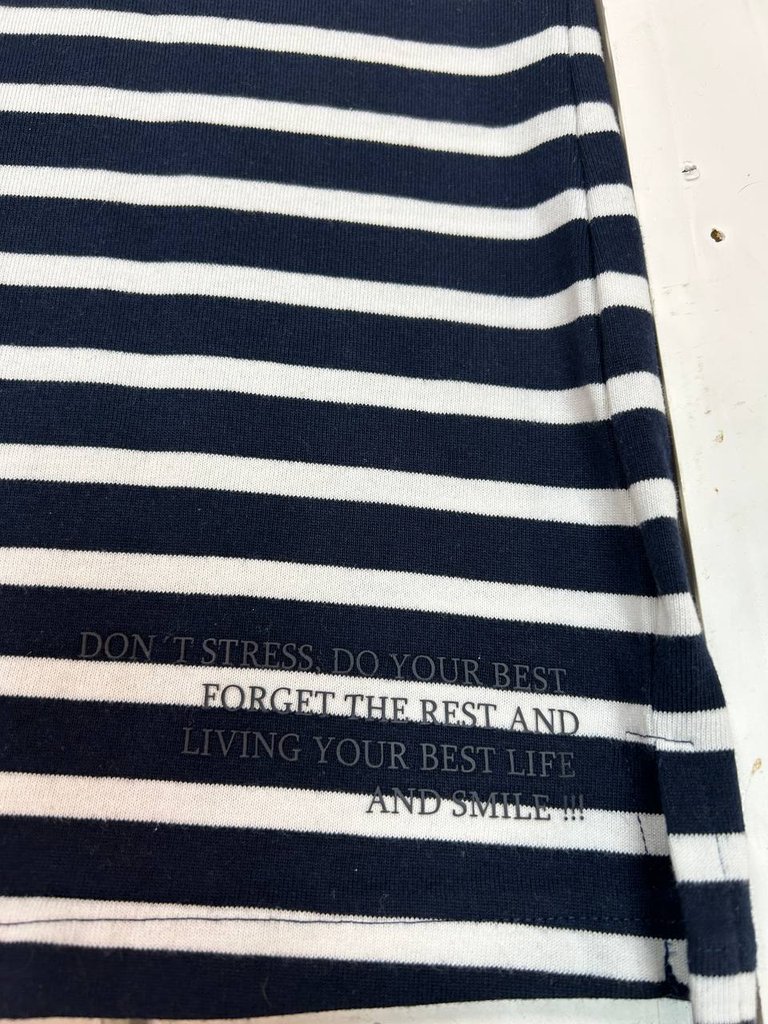 DON´T STRESS. DO YOUR BEST
FORGET THE REST AND
LIVING YOUR BEST LIFE
AND SMILE !!!